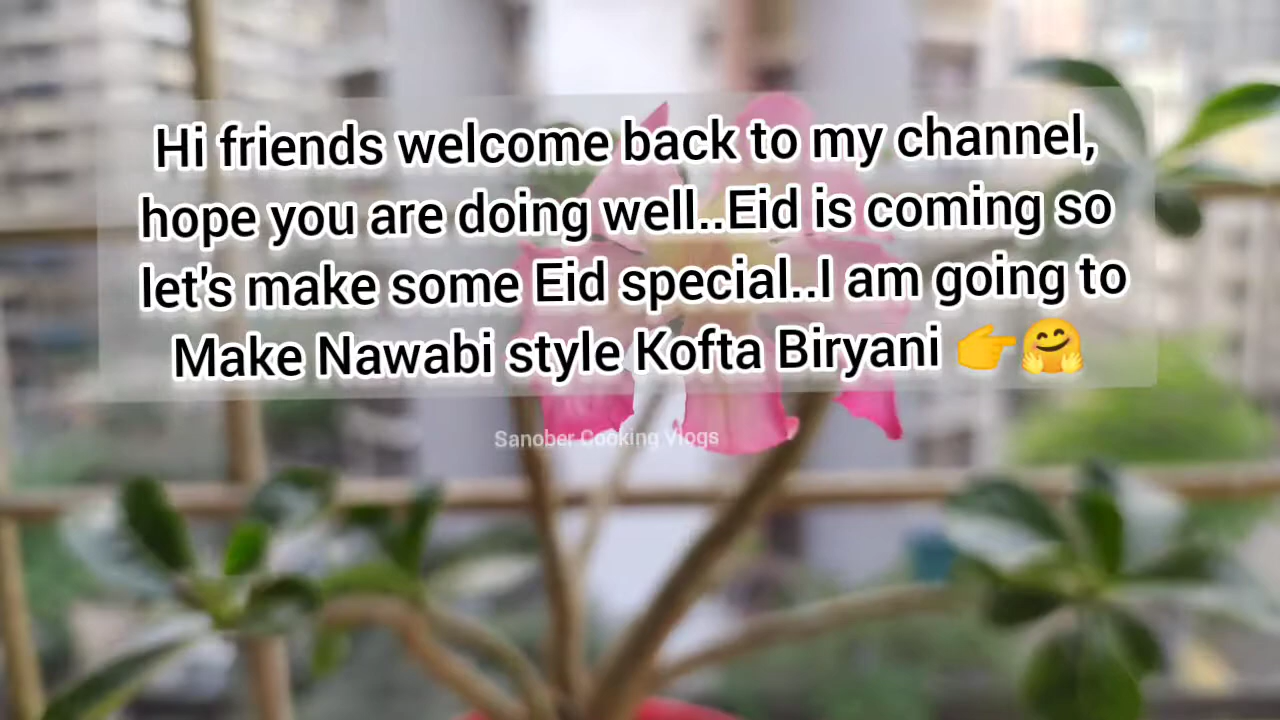 Hi friends welcome back to my channel,
hope you are doing well..Eid is coming so
let's make some Eid special..I am going to
Make Nawabi style Kofta Biryani 👉🤗
Sanober Cooking Vlogs